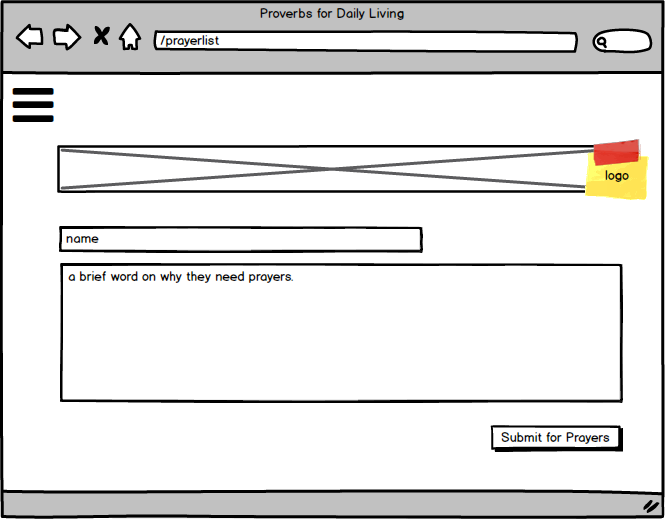 Proverbs for Daily Living
/prayerlist
logo
name
a brief word on why they need prayers.
Submit for Prayers